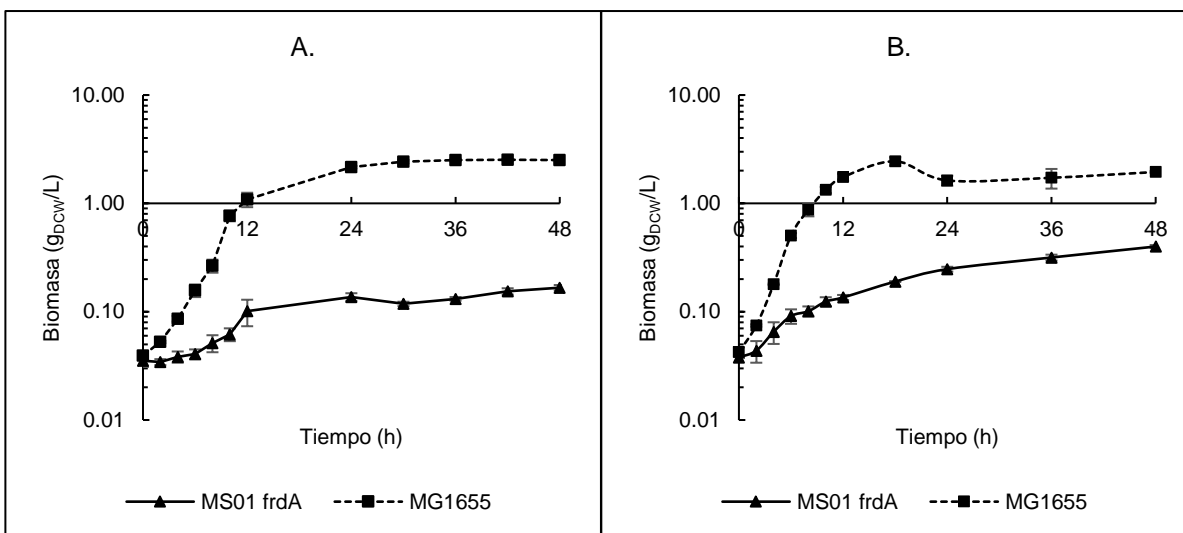 A.
10.00
1.00
0.10
0.01
0
12
24
36
48
Biomasa (gDCW/L)
Tiempo (h)
MS01 frdA
MG1655
B.
10.00
1.00
0.10
0.01
0
12
24
36
48
Biomasa (gDCW/L)
Tiempo (h)
MS01 frdA
MG1655